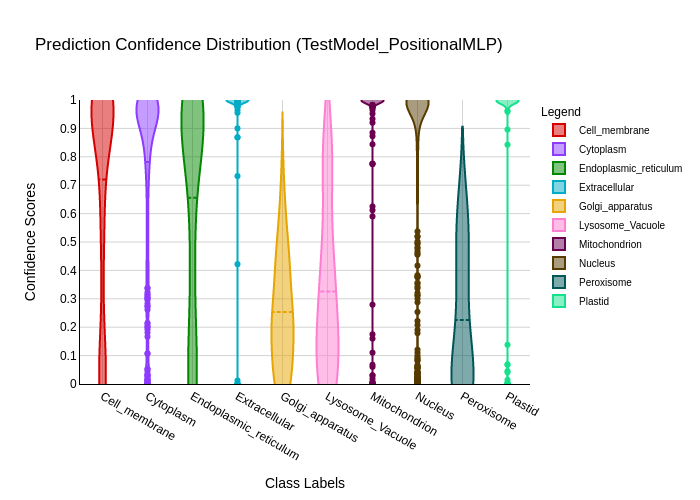 Prediction Confidence Distribution (TestModel_PositionalMLP)
Legend
Cell_membrane
Cytoplasm
Endoplasmic_reticulum
Extracellular
Golgi_apparatus
Lysosome_Vacuole
Mitochondrion
Nucleus
Peroxisome
Plastid
Confidence Scores
1
0.9
0.8
0.7
0.6
0.5
0.4
0.3
0.2
0.1
0
Cell_membrane
Cytoplasm
Endoplasmic_reticulum
Extracellular
Golgi_apparatus
Lysosome_Vacuole
Mitochondrion
Nucleus
Peroxisome
Plastid
Class Labels